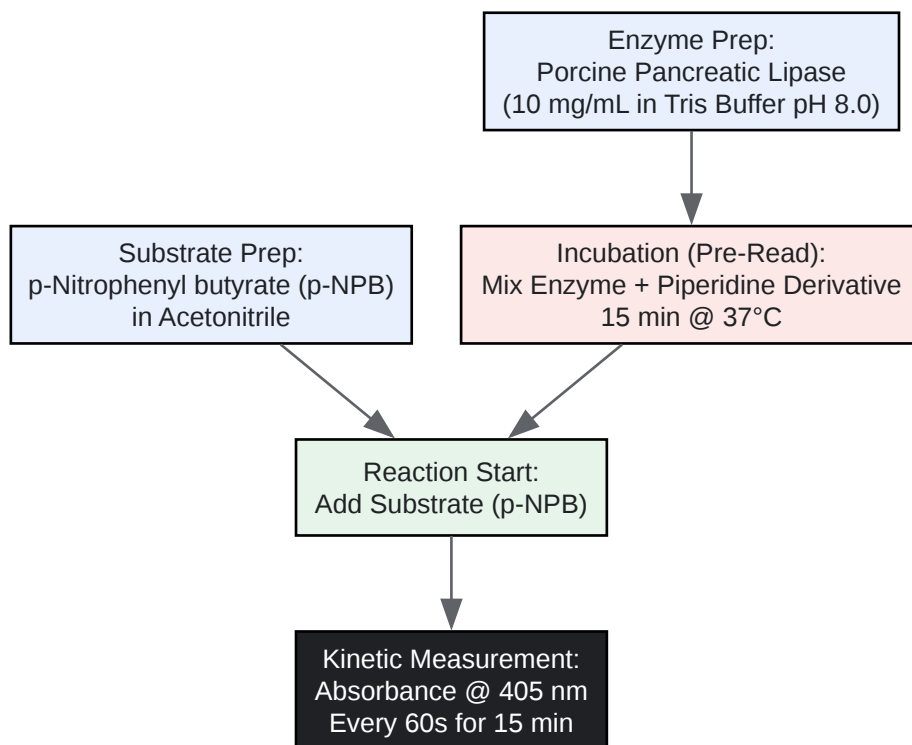 Enzyme Prep:
Porcine Pancreatic Lipase
(10 mg/mL in Tris Buffer pH 8.0)
Substrate Prep:
p-Nitrophenyl butyrate (p-NPB)
in Acetonitrile
Incubation (Pre-Read):
Mix Enzyme + Piperidine Derivative
15 min @ 37°C
Reaction Start:
Add Substrate (p-NPB)
Kinetic Measurement:
Absorbance @ 405 nm
Every 60s for 15 min